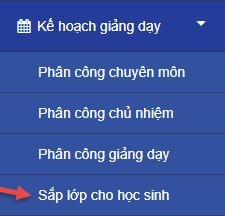 Kế hoạch giảng dạy
Phân công chuyên môn
Phân công chủ nhiệm
Phân công giảng dạy
Sắp lớp cho học sinh